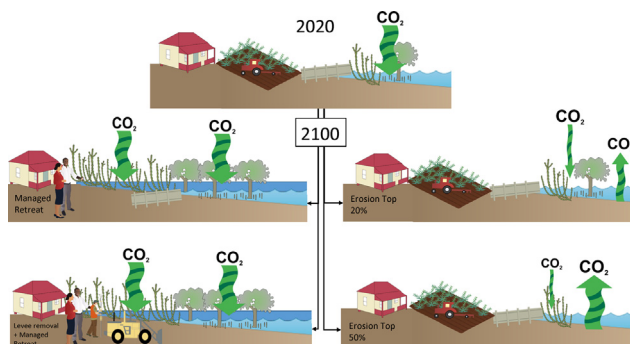 2020
CO2
2100
CO2
CO2
CO2
CO
Managed
Retreat
Erosion Top
20%
CO2
CO2
CO2
CO2
Levee removal
+ Managed
Retreat
Erosion Top
50%